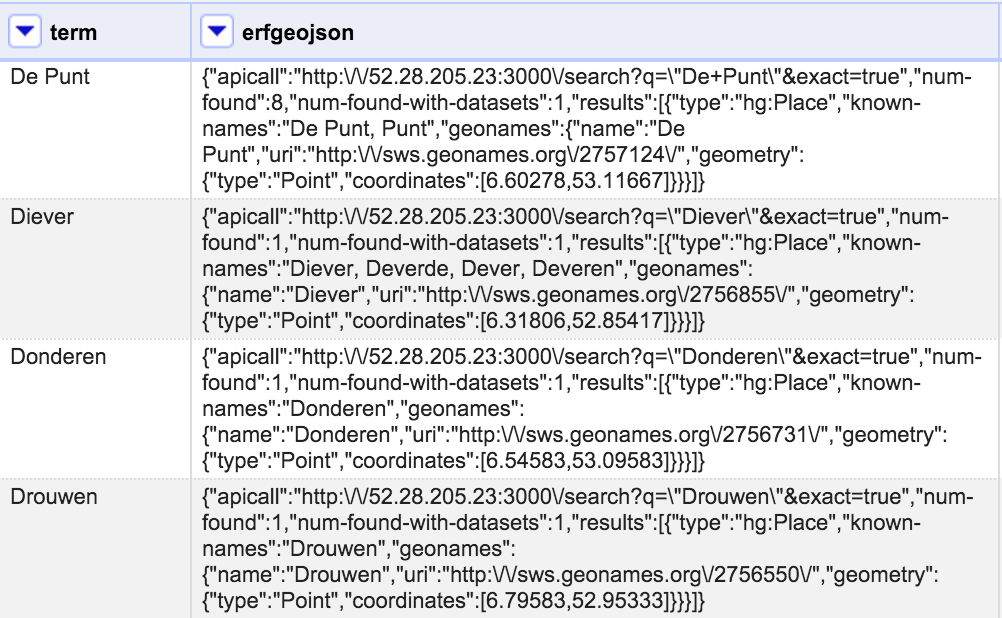 term erfgeojson
De Punt {"apicall":"http:\/\/52.28.205.23:3000\/search?q=\"De+Punt\"&exact=true","num-
found":8,"num-found-with-datasets":1,"results":[{"type":"hg:Place","known-
names":"De Punt, Punt","geonames":{"name":"De
Punt","uri":"http:\/\/sws.geonames.org\/2757124\/","geometry":
{"type":"Point","coordinates":[6.60278,53.11667]}}}]}
Diever {"apicall":"http:\/\/52.28.205.23:3000\/search?q=\"Diever\"&exact=true","num-
found":1,"num-found-with-datasets":1,"results":[{"type":"hg:Place","known-
names":"Diever, Deverde, Dever, Deveren","geonames":
{"name":"Diever","uri":"http:\/\/sws.geonames.org\/2756855\/","geometry":
{"type":"Point","coordinates":[6.31806,52.85417]}}}]}
Donderen {"apicall":"http:\/\/52.28.205.23:3000\/search?q=\"Donderen\"&exact=true","num-
found":1,"num-found-with-datasets":1,"results":[{"type":"hg:Place","known-
names":"Donderen","geonames":
{"name":"Donderen","uri":"http:\/\/sws.geonames.org\/2756731\/","geometry":
{"type":"Point","coordinates":[6.54583,53.09583]}}}]}
Drouwen {"apicall":"http:\/\/52.28.205.23:3000\/search?q=\"Drouwen\"&exact=true","num-
found":1,"num-found-with-datasets":1,"results":[{"type":"hg:Place","known-
names":"Drouwen","geonames":
{"name":"Drouwen","uri":"http:\/\/sws.geonames.org\/2756550\/","geometry":
{"type":"Point","coordinates":[6.79583,52.95333]}}}]}